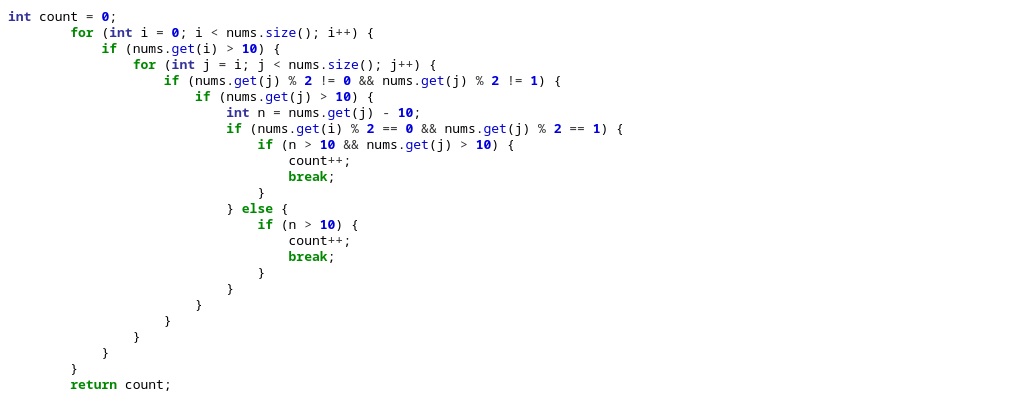 int count = 0;
        for (int i = 0; i < nums.size(); i++) {
            if (nums.get(i) > 10) {
                for (int j = i; j < nums.size(); j++) {
                    if (nums.get(j) % 2 != 0 && nums.get(j) % 2 != 1) {
                        if (nums.get(j) > 10) {
                            int n = nums.get(j) - 10;
                            if (nums.get(i) % 2 == 0 && nums.get(j) % 2 == 1) {
                                if (n > 10 && nums.get(j) > 10) {
                                    count++;
                                    break;
                                }
                            } else {
                                if (n > 10) {
                                    count++;
                                    break;
                                }
                            }
                        }
                    }
                }
            }
        }
        return count;